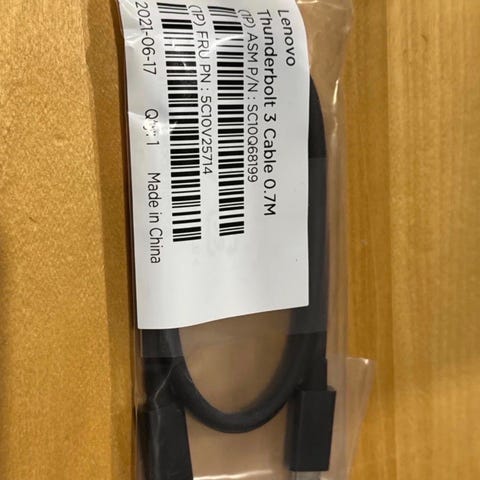 Lenovo
Thunderbolt 3 Cable 0.7M
(1P) ASM P/N : SC10Q68199
(1P) FRU PN : 5C10V25714
2021-06-17 Qty: 1 Made in China